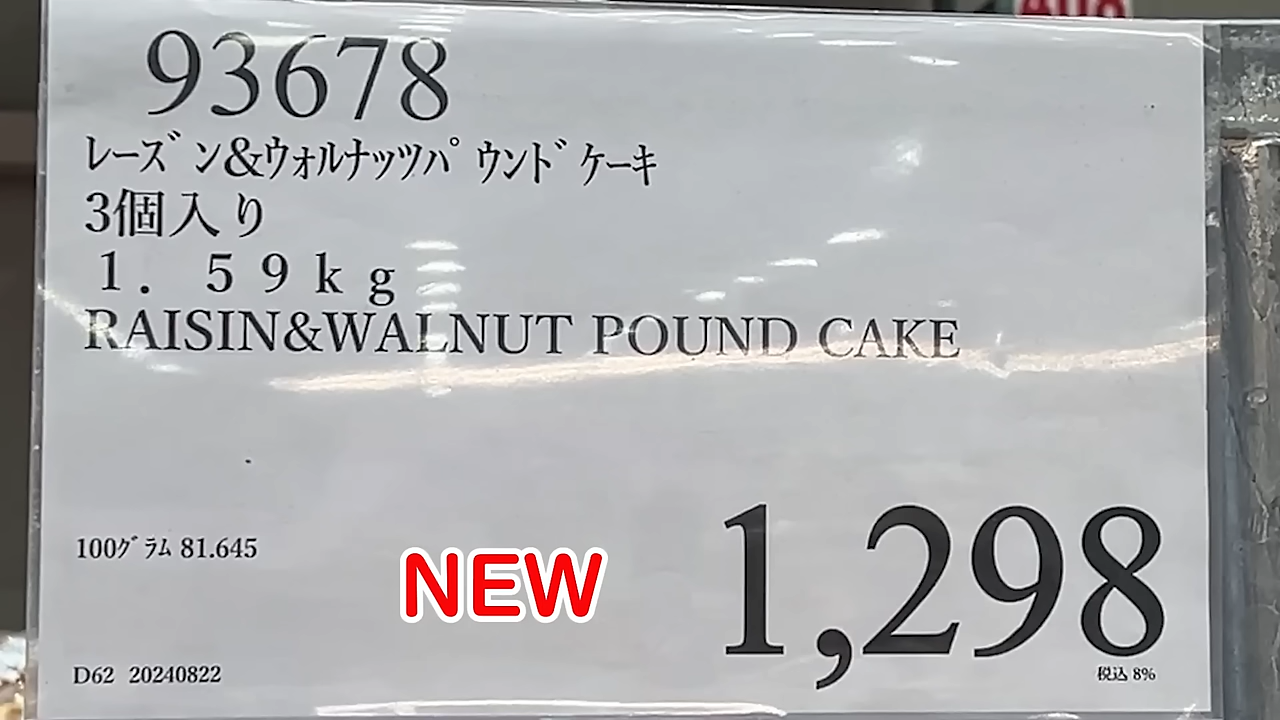 93678
レーズン&ウォルナッツパウンドケーキ
3個入り
1.59kg
RAISIN&WALNUT POUND CAKE
100グラム 81.645
NEW
1,298
税込 8%
D62 20240822